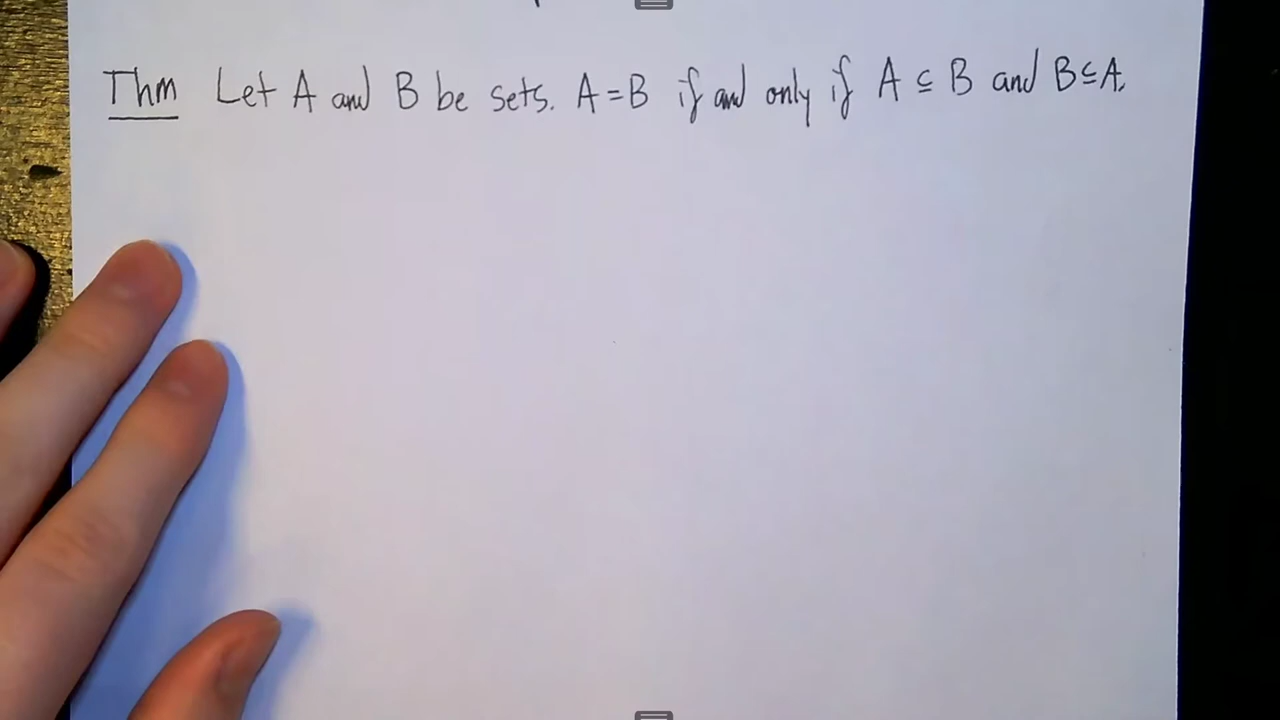 Thm Let A and B be sets. A=B if and only if A ⊆ B and B⊆A.